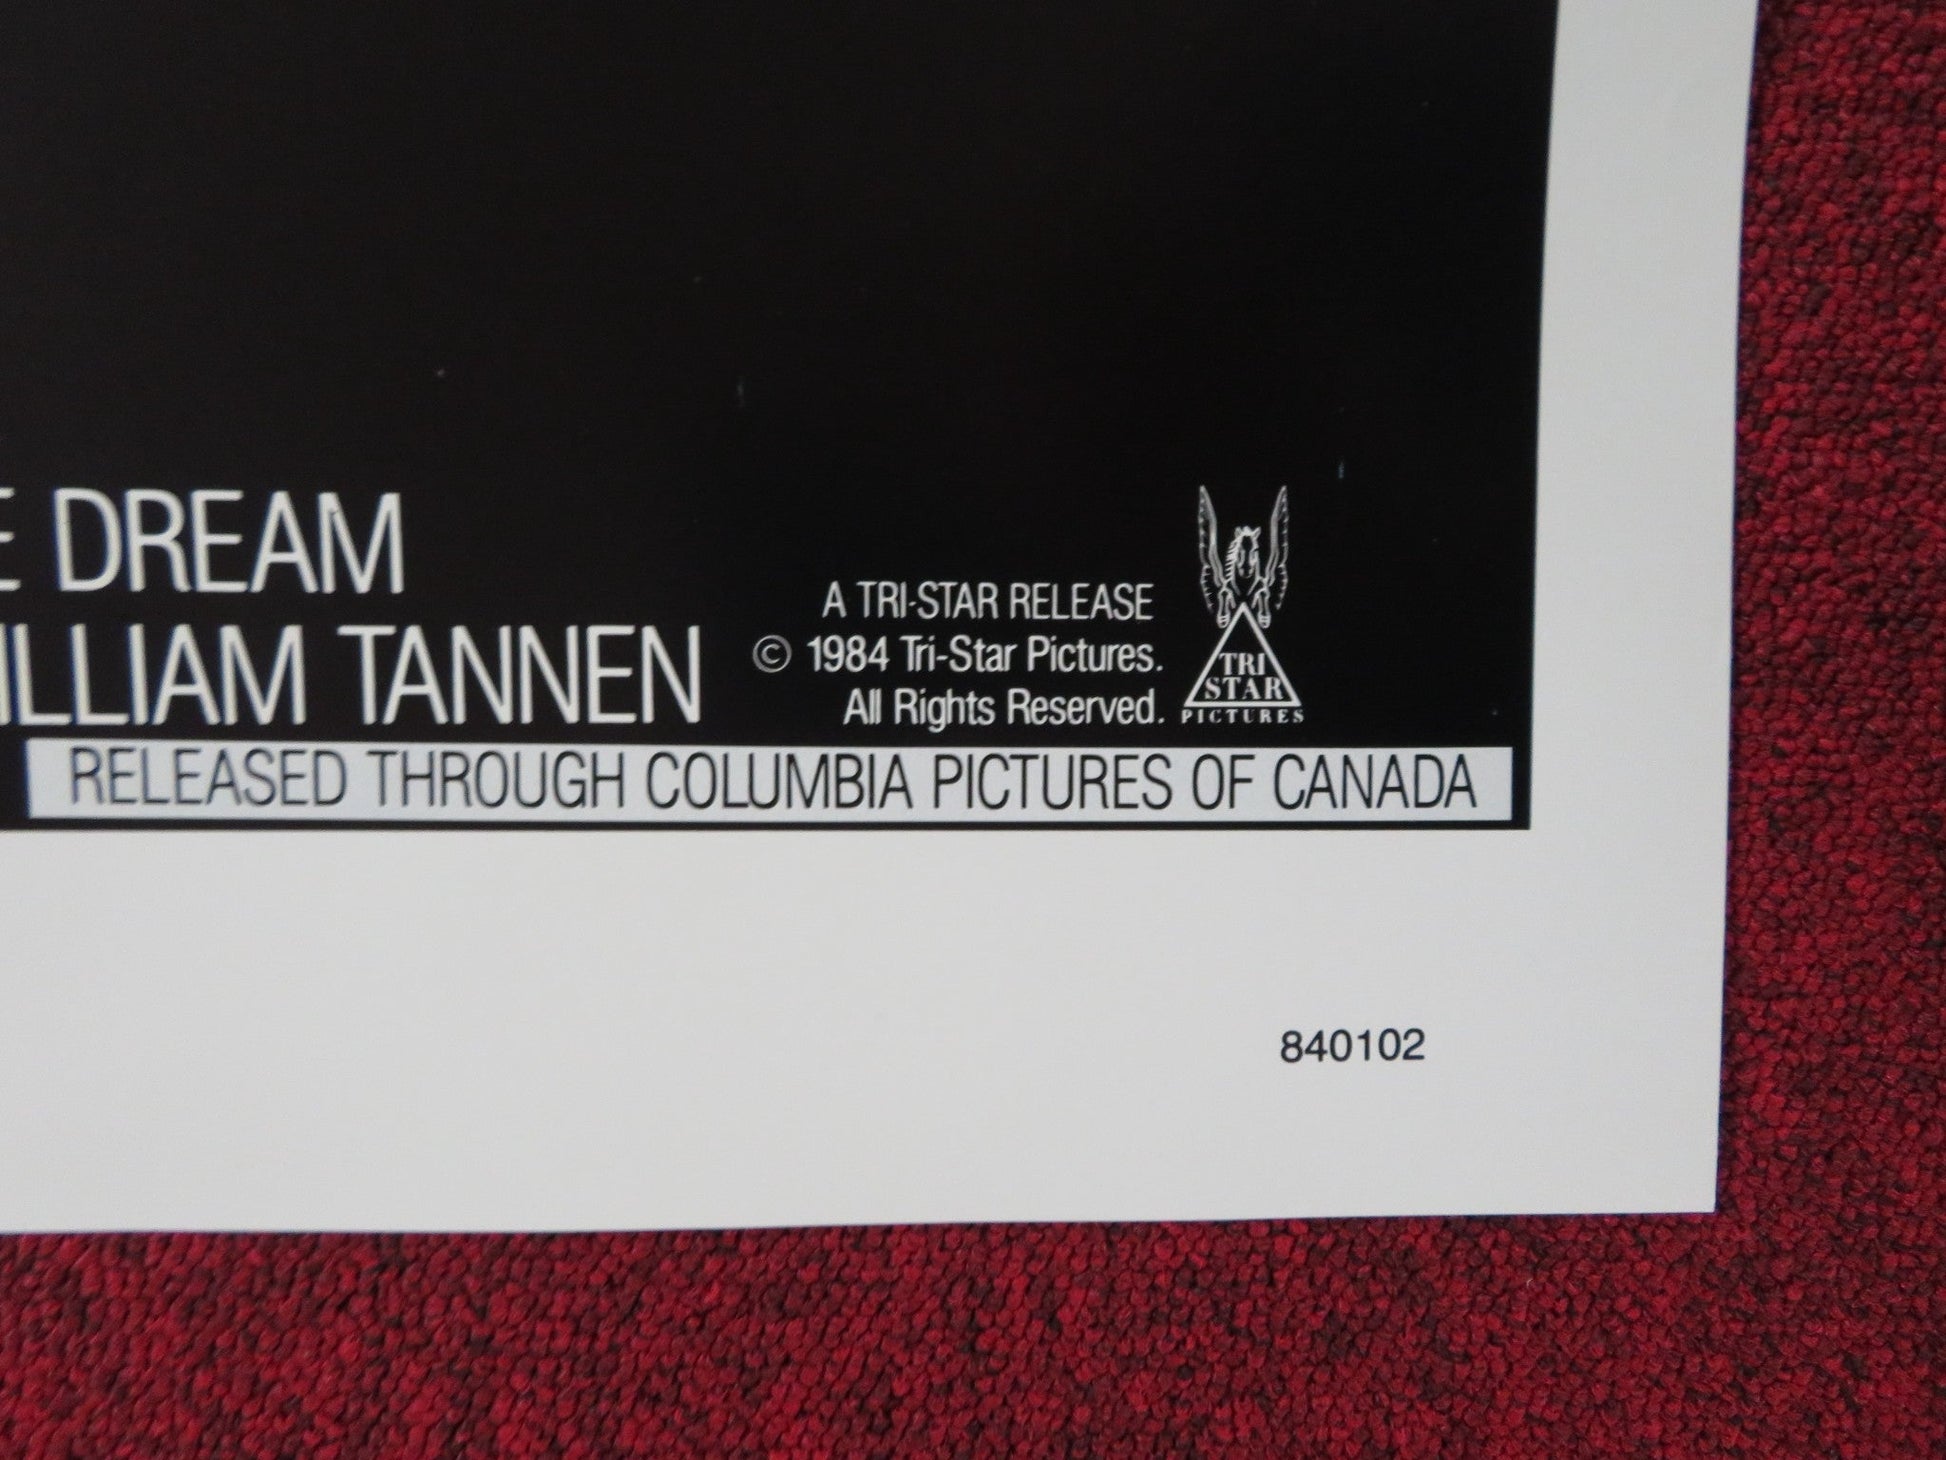 E DREAM
ILLIAM TANNEN
A TRI-STAR RELEASE
© 1984 Tri-Star Pictures.
All Rights Reserved.
TRI
STAR
PICTURES
RELEASED THROUGH COLUMBIA PICTURES OF CANADA
840102